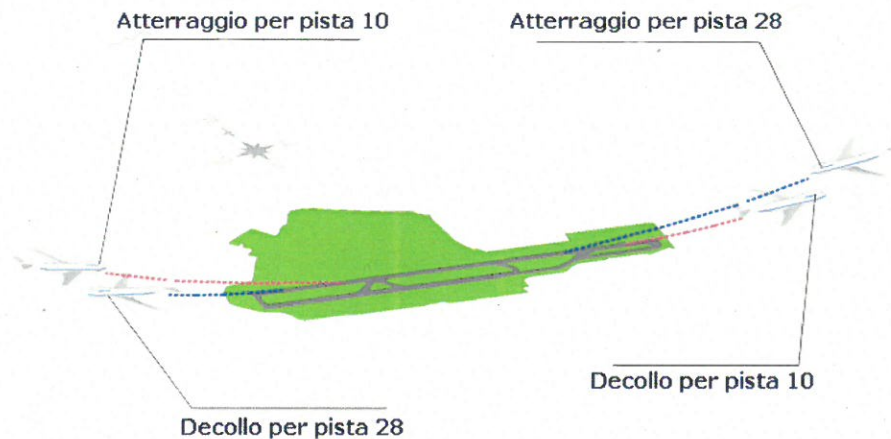 Atterraggio per pista 10
Atterraggio per pista 28
Decollo per pista 10
Decollo per pista 28